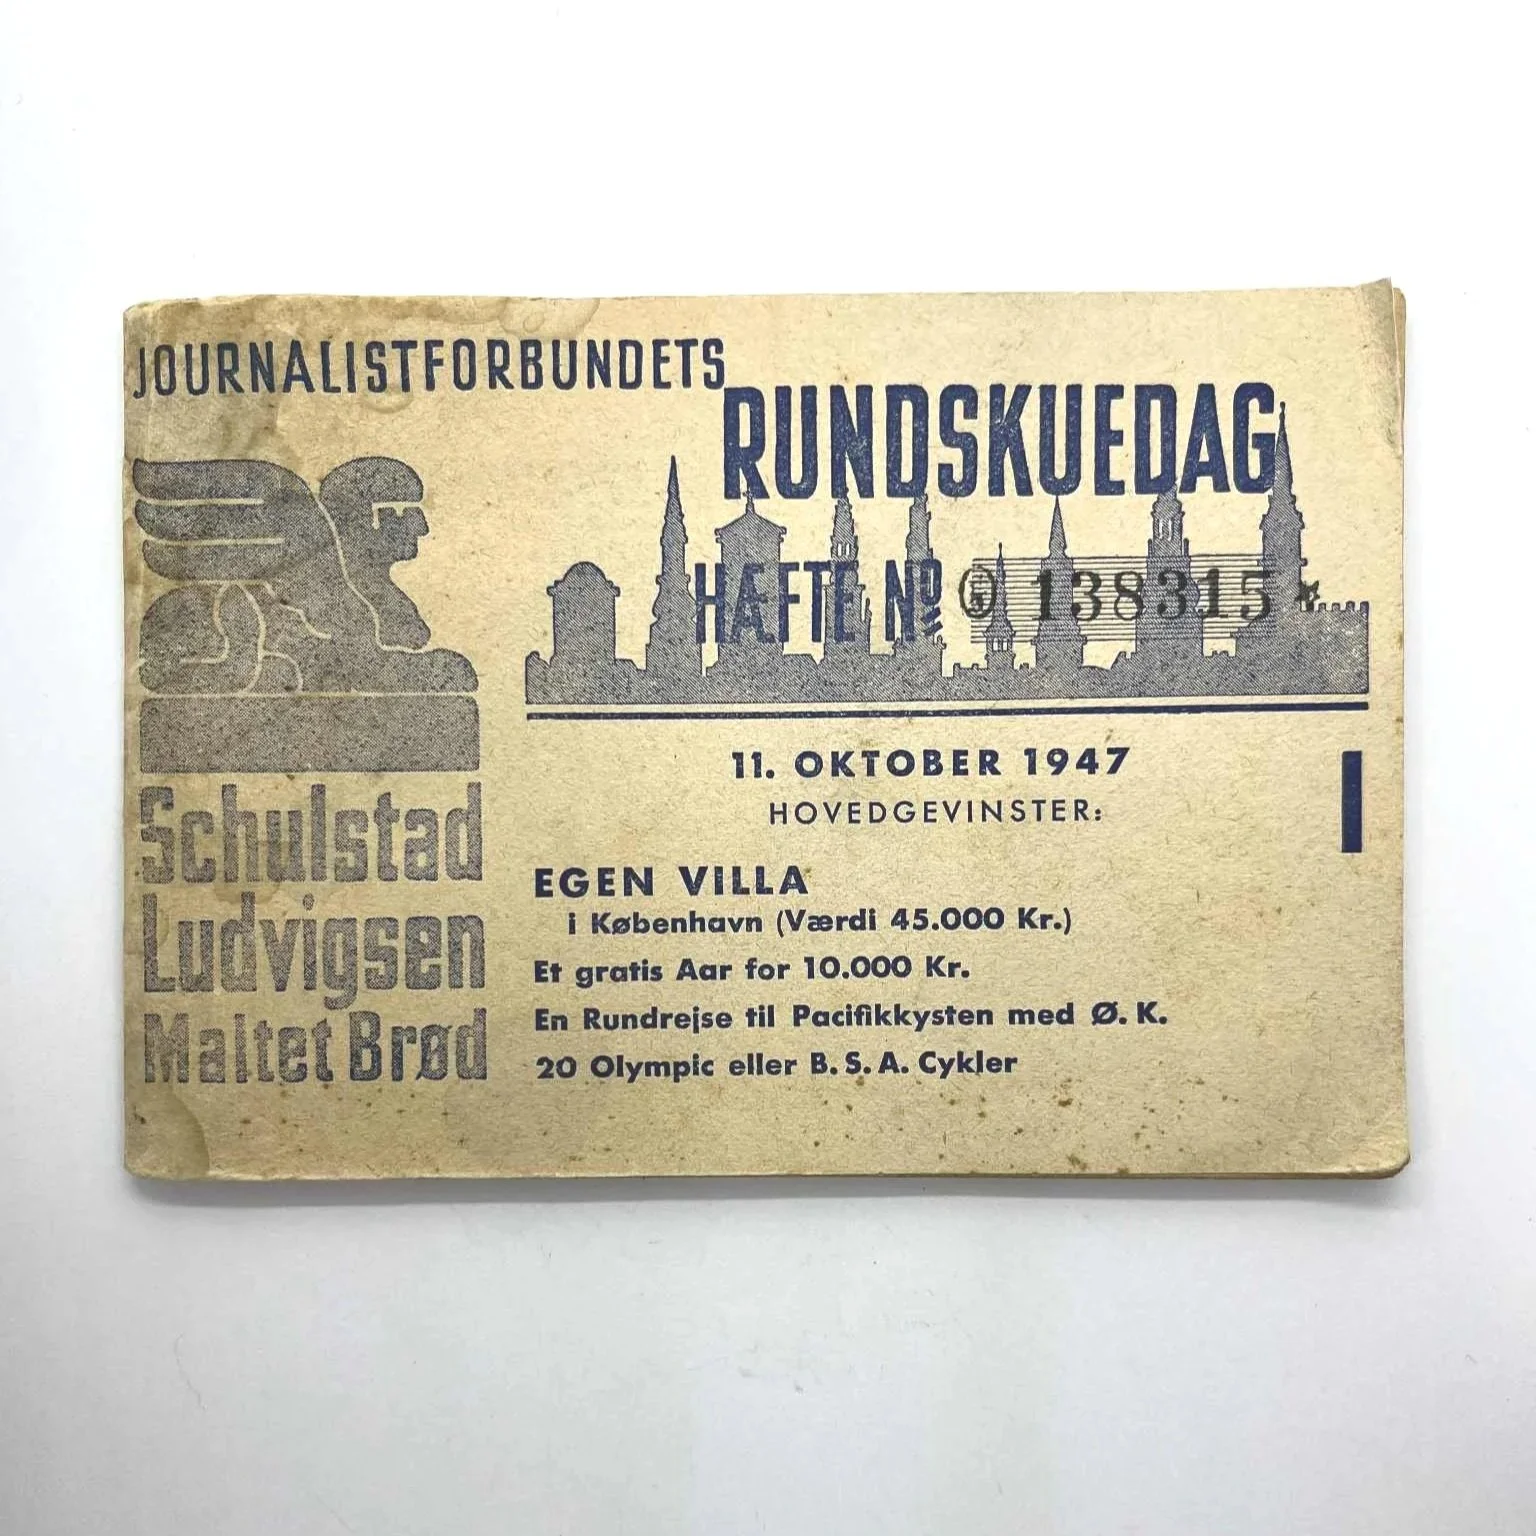 JOURNALISTFORBUNDETS
RUNDSKUEDAG
HÆFTE Nº 138315
11. OKTOBER 1947
HOVEDGEVINSTER:
EGEN VILLA
i København (Værdi 45.000 Kr.)
Et gratis Aar for 10.000 Kr.
En Rundrejse til Pacifikkysten med Ø. K.
20 Olympic eller B. S. A. Cykler
Schulstad
Ludvigsen
Maltet Brød